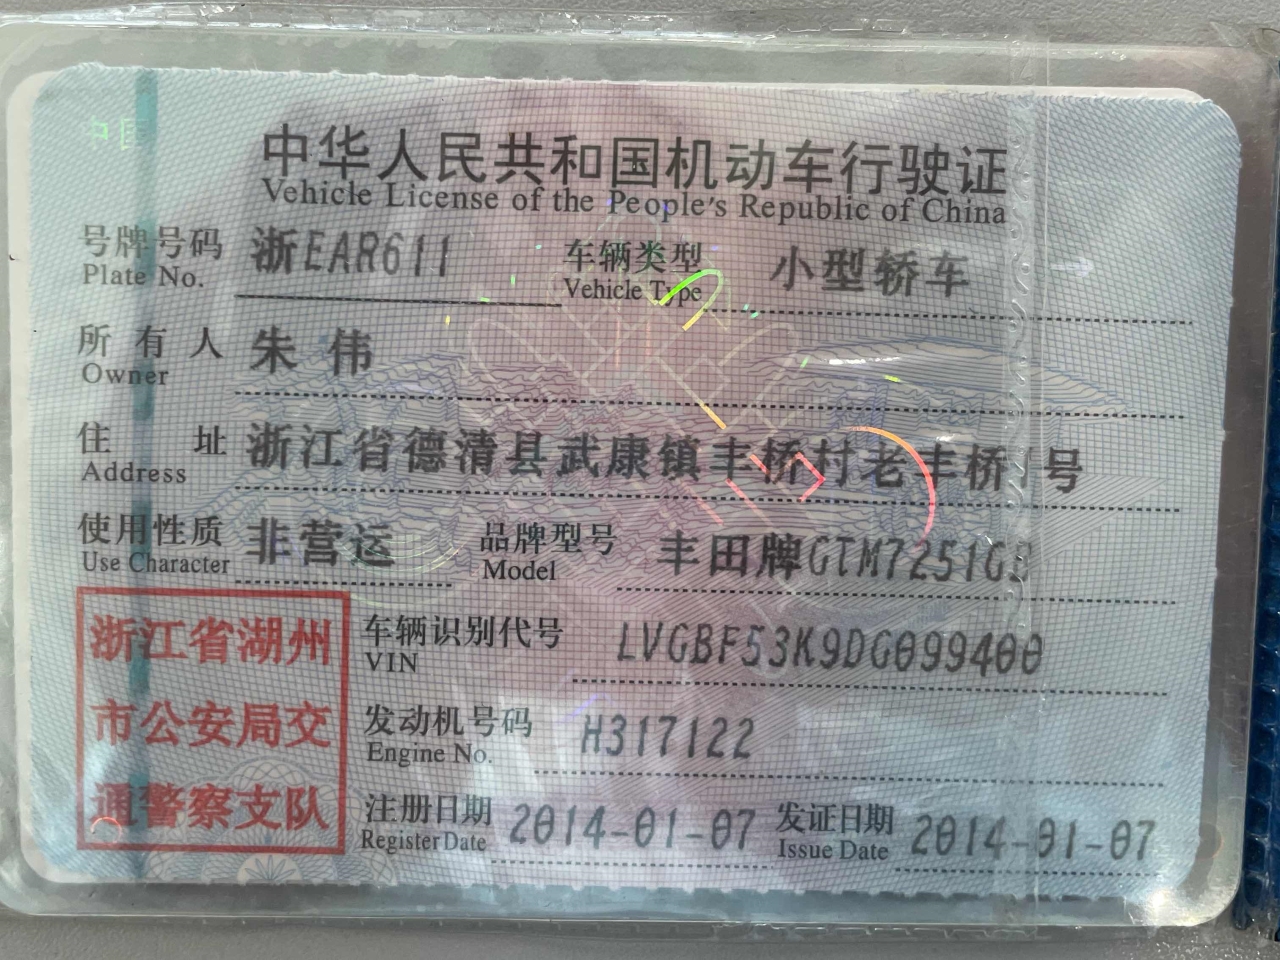 中国
中华人民共和国机动车行驶证
Vehicle License of the People's Republic of China
号牌号码 浙EAR611 车辆类型 小型轿车
Plate No. Vehicle Type
所有人 朱伟
Owner
住址 浙江省德清县武康镇丰桥村老丰桥 号
Address
使用性质 非营运 品牌型号 丰田牌GTM7251G
Use Character Model
浙江省湖州
市公安局交
通警察支队
车辆识别代号 LVGBF53K9DG099400
VIN
发动机号码 H317122
Engine No.
注册日期 2014-01-07 发证日期 2014-01-07
Register Date Issue Date